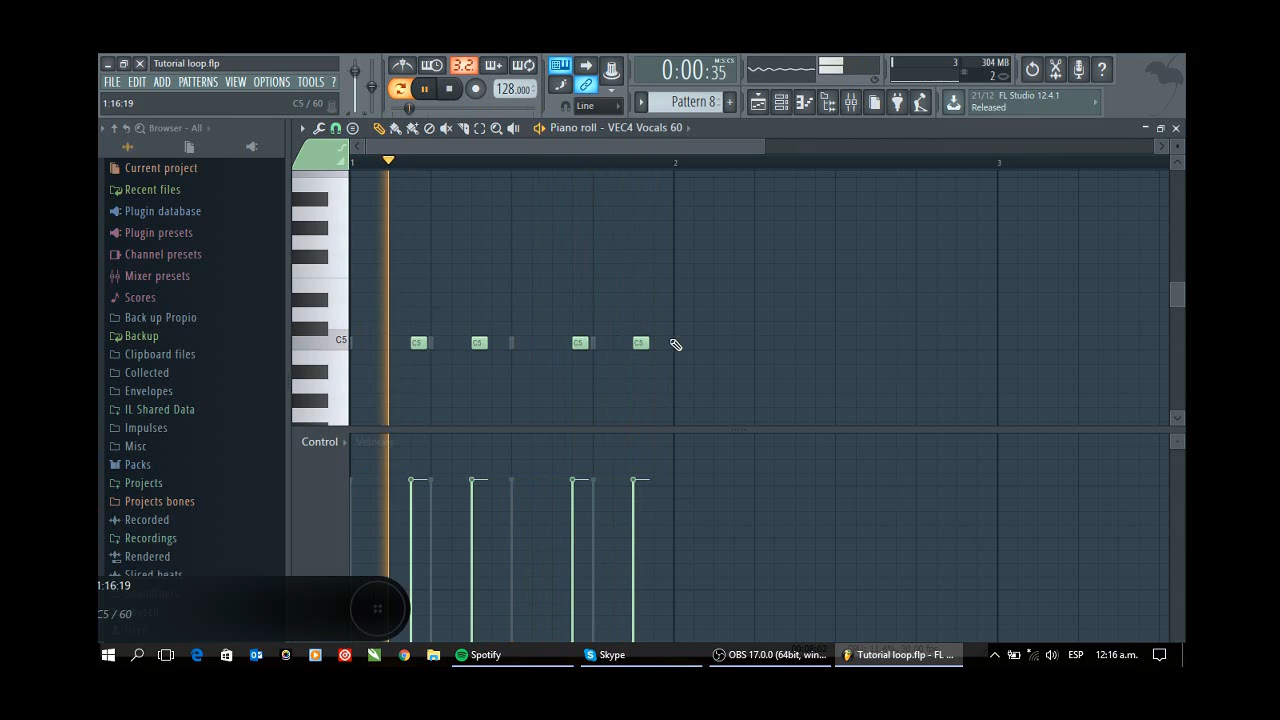 Tutorial loop.flp
FILE EDIT ADD PATTERNS VIEW OPTIONS TOOLS ?
1:16:19 C5 / 60
3.2.
128.000
Line
0:00:35 M:S:CS
Pattern 8
3 304 MB
2
21/12 FL Studio 12.4.1
Released
Browser - All
Piano roll - VEC4 Vocals 60
1 2 3
Current project
Recent files
Plugin database
Plugin presets
Channel presets
Mixer presets
Scores
Back up Propio
Backup
Clipboard files
Collected
Envelopes
IL Shared Data
Impulses
Misc
Packs
Projects
Projects bones
Recorded
Recordings
Rendered
Sliced beats
C5
C5 C5 C5 C5
Control
1:16:19
C5 / 60
Spotify
Skype
OBS 17.0.0 (64bit, win...
Tutorial loop.flp - FL ...
ESP
12:16 a.m.